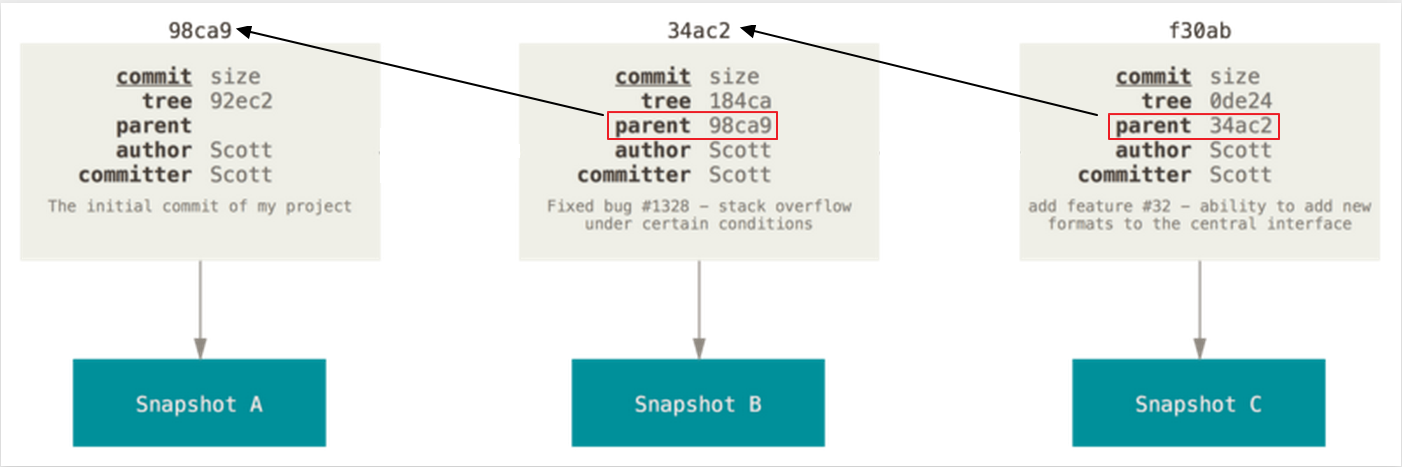 98ca9
commit size
tree 92ec2
parent
author Scott
committer Scott
The initial commit of my project
Snapshot A
34ac2
commit size
tree 184ca
parent 98ca9
author Scott
committer Scott
Fixed bug #1328 – stack overflow
under certain conditions
Snapshot B
f30ab
commit size
tree 0de24
parent 34ac2
author Scott
committer Scott
add feature #32 – ability to add new
formats to the central interface
Snapshot C